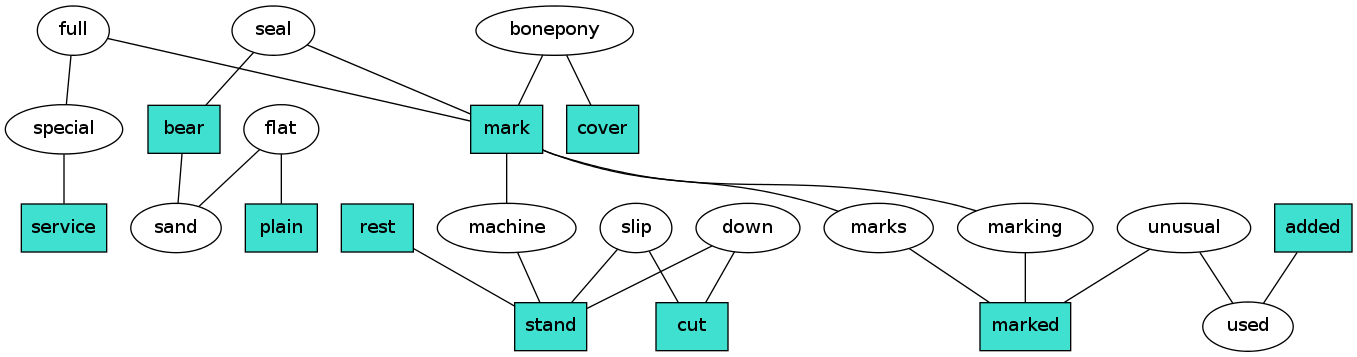 full
seal
bonepony
special
bear
flat
mark
cover
service
sand
plain
rest
machine
slip
down
marks
marking
unusual
added
stand
cut
marked
used